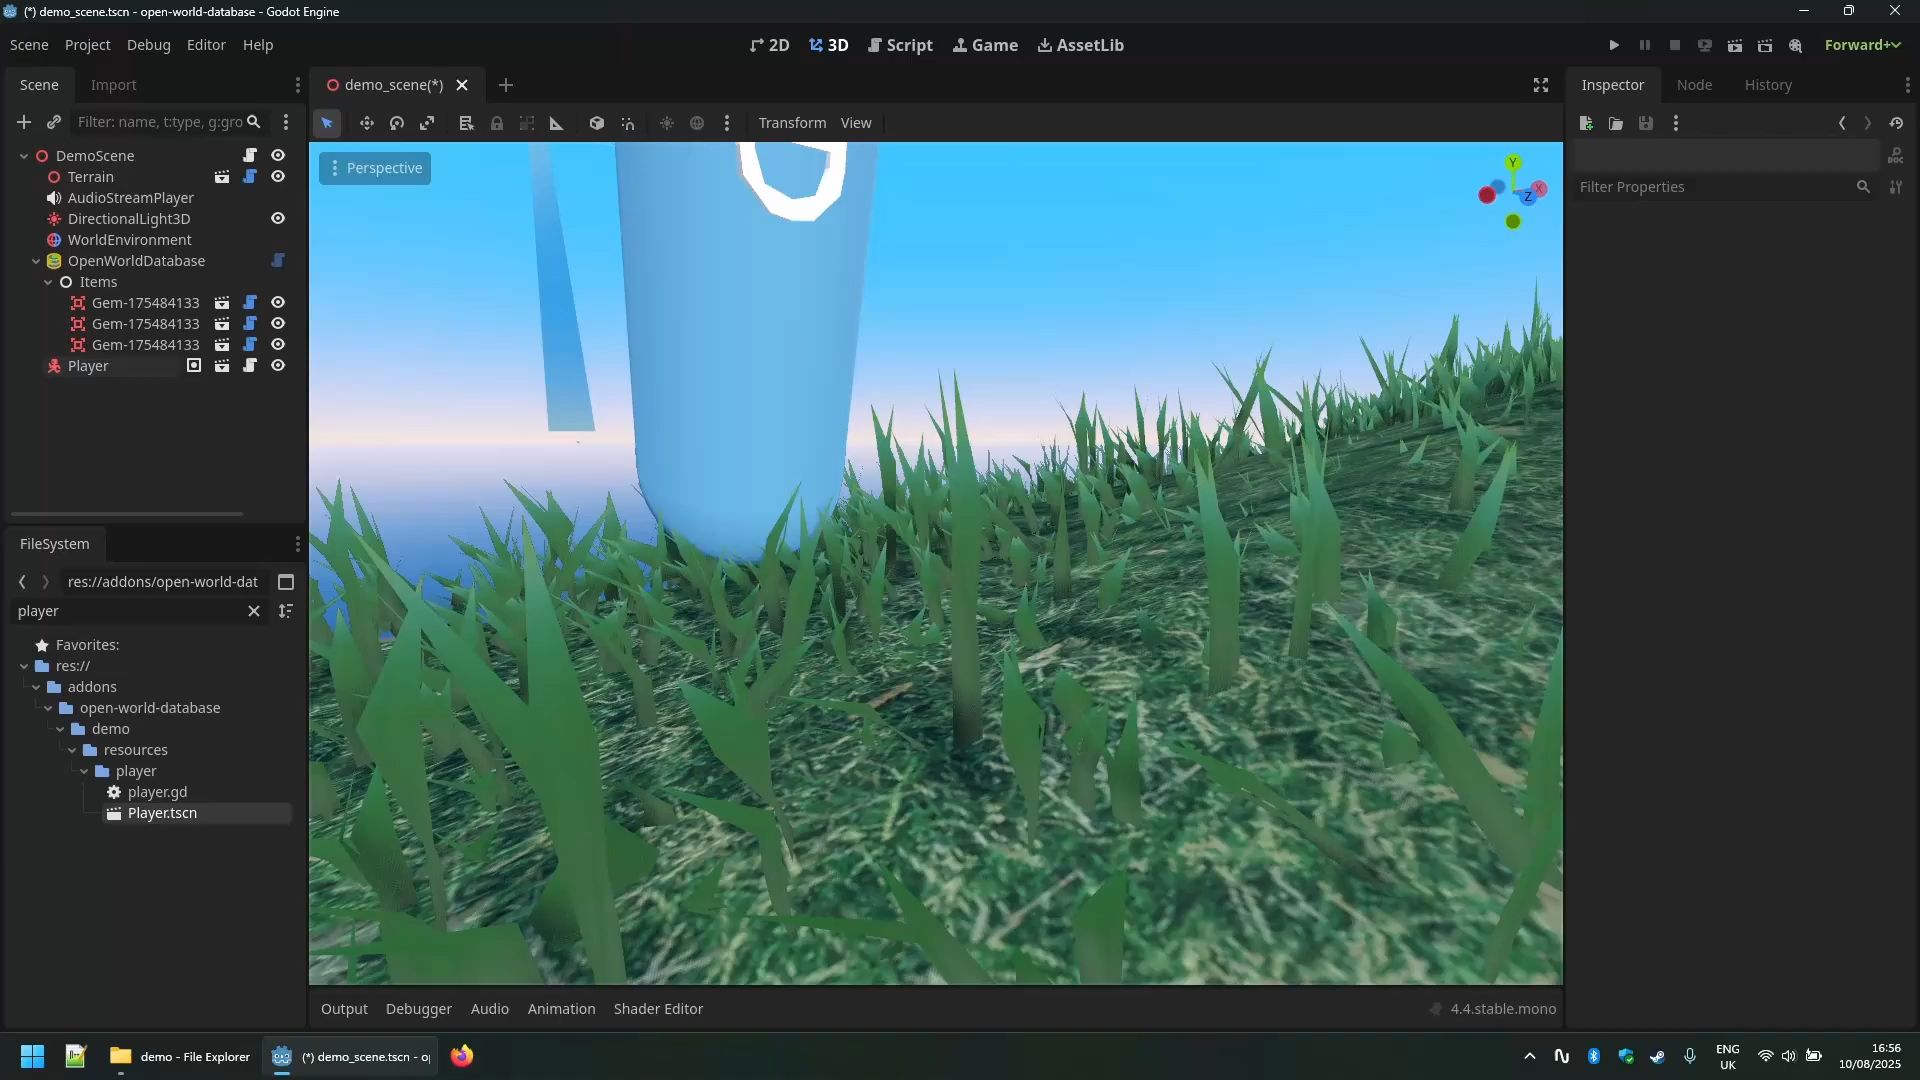 (*) demo_scene.tscn - open-world-database - Godot Engine
Scene Project Debug Editor Help
2D 3D Script Game AssetLib
Forward+
Scene Import
demo_scene(*)
Inspector Node History
Filter: name, t:type, g:gro
Transform View
DemoScene
Perspective
Terrain
AudioStreamPlayer
DirectionalLight3D
WorldEnvironment
OpenWorldDatabase
Items
Gem-175484133
Gem-175484133
Gem-175484133
Player
DOC
Filter Properties
Y
X
Z
FileSystem
res://addons/open-world-dat
player
Favorites:
res://
addons
open-world-database
demo
resources
player
player.gd
Player.tscn
Output Debugger Audio Animation Shader Editor
4.4.stable.mono
demo - File Explorer
(*) demo_scene.tscn - o
ENG
UK
16:56
10/08/2025